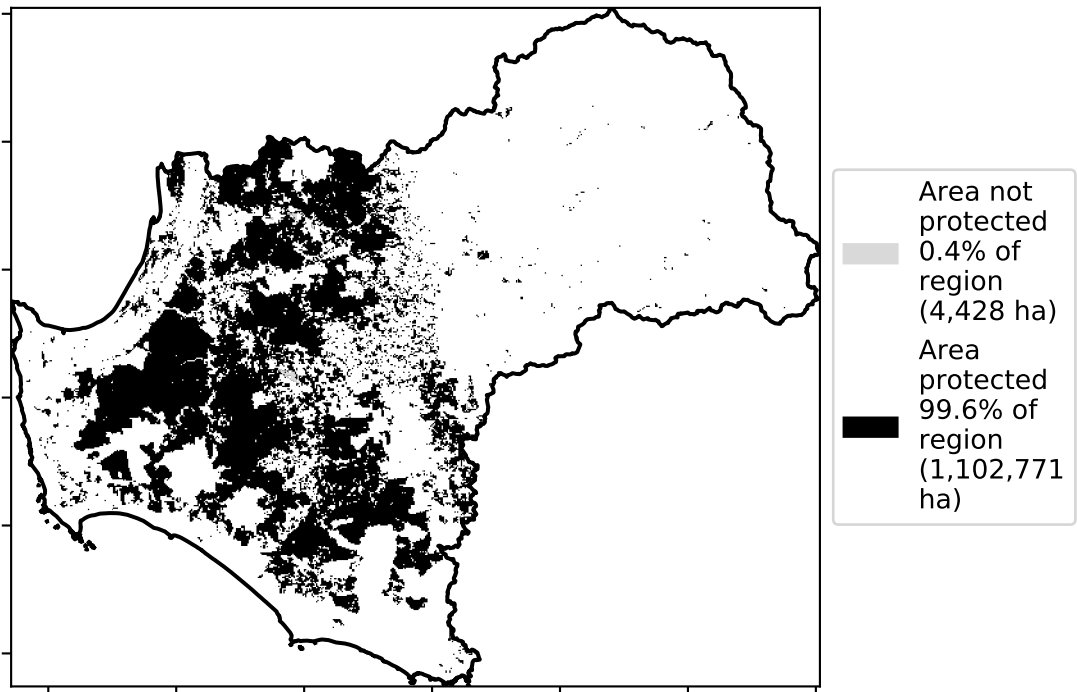 Area not
protected
0.4% of
region
(4,428 ha)
Area
protected
99.6% of
region
(1,102,771
ha)